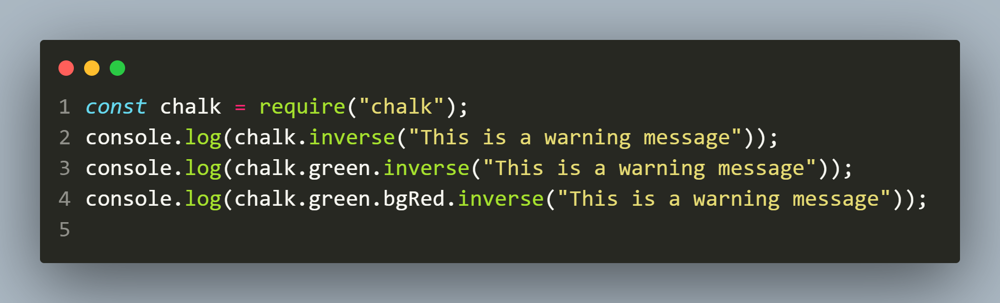 1 const chalk = require("chalk");
2 console.log(chalk.inverse("This is a warning message"));
3 console.log(chalk.green.inverse("This is a warning message"));
4 console.log(chalk.green.bgRed.inverse("This is a warning message"));
5